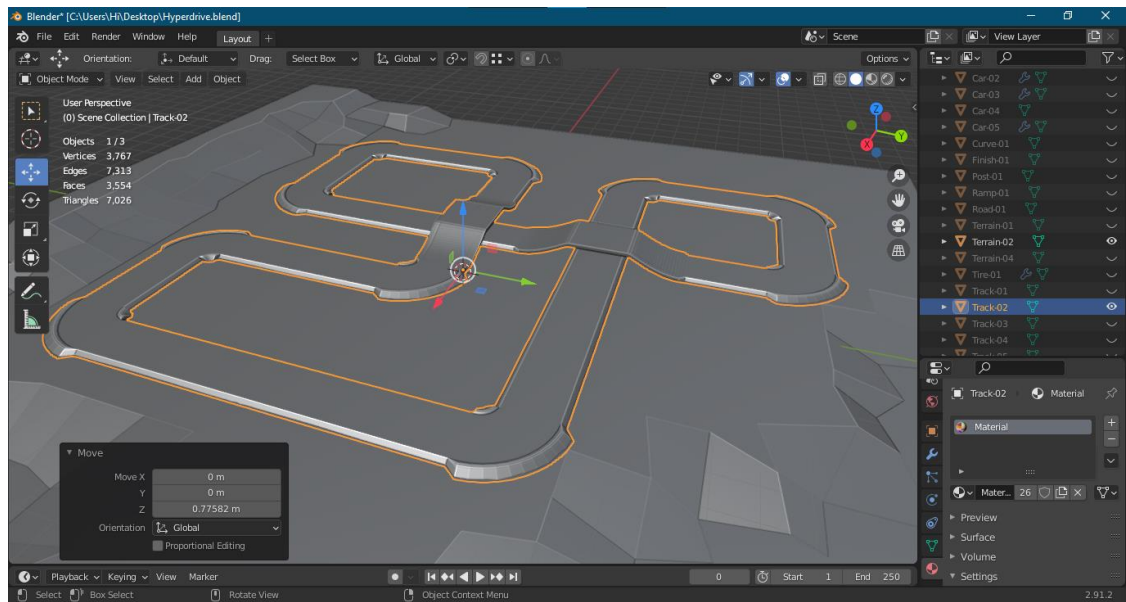 Blender* [C:\Users\Hi\Desktop\Hyperdrive.blend]
File Edit Render Window Help Layout + Scene View Layer
Orientation: Default Drag: Select Box Global Options
Object Mode View Select Add Object
User Perspective
(0) Scene Collection | Track-02
Objects 1/3
Vertices 3,767
Edges 7,313
Faces 3,554
Triangles 7,026
Z
Y
X
Move
Move X 0 m
Y 0 m
Z 0.77582 m
Orientation Global
Proportional Editing
Car-02
Car-03
Car-04
Car-05
Curve-01
Finish-01
Post-01
Ramp-01
Road-01
Terrain-01
Terrain-02
Terrain-04
Tire-01
Track-01
Track-02
Track-03
Track-04
Track-02 Material
Material
Mater... 26
Preview
Surface
Volume
Settings
Playback Keying View Marker 0 Start 1 End 250
Select Box Select Rotate View Object Context Menu 2.91.2